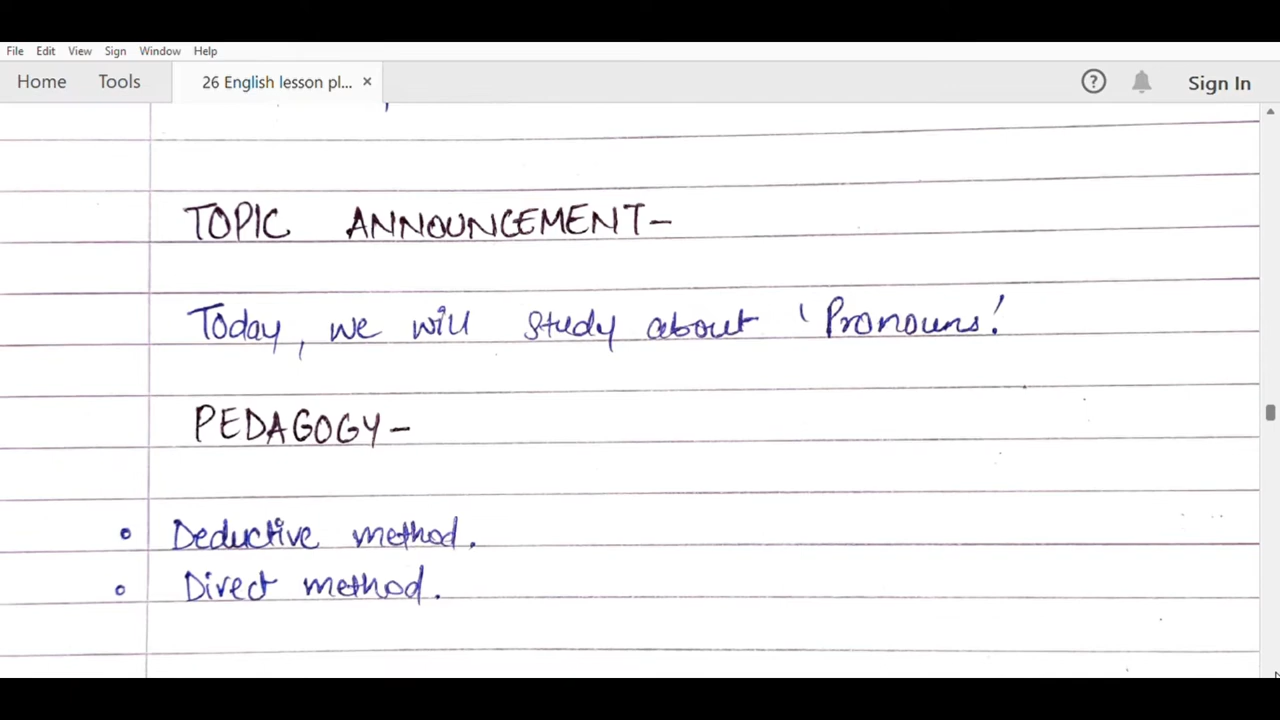 File Edit View Sign Window Help
Home Tools 26 English lesson pl... × ? Sign In
TOPIC ANNOUNCEMENT-
Today, we will study about 'Pronouns'.
PEDAGOGY-
• Deductive method.
• Direct method.